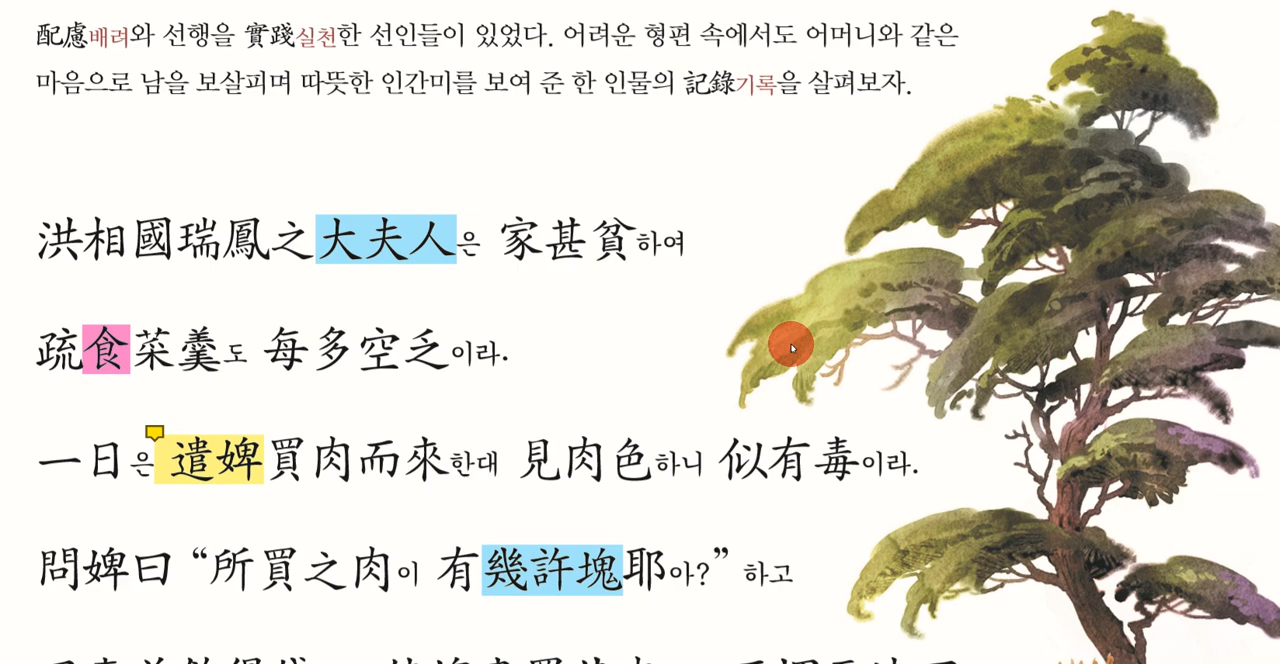 配慮배려와 선행을 實踐실천한 선인들이 있었다. 어려운 형편 속에서도 어머니와 같은
마음으로 남을 보살피며 따뜻한 인간미를 보여 준 한 인물의 記錄기록을 살펴보자.
洪相國瑞鳳之大夫人은 家甚貧하여
疏食菜羹도 每多空乏이라.
一日은 遣婢買肉而來한대 見肉色하니 似有毒이라.
問婢曰 “所買之肉이 有幾許塊耶아?” 하고